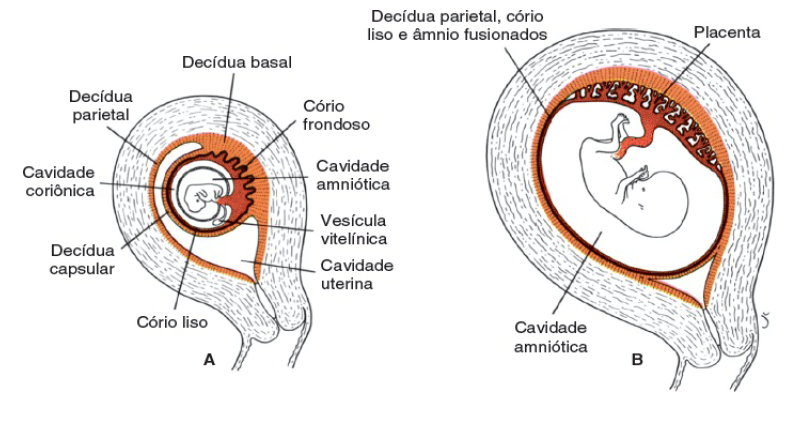 Decídua basal
Decídua
parietal
Cório
frondoso
Cavidade
coriônica
Cavidade
amniótica
Vesícula
vitelínica
Decídua
capsular
Cavidade
uterina
Cório liso
A
Decídua parietal, cório
liso e âmnio fusionados
Placenta
Cavidade
amniótica
B